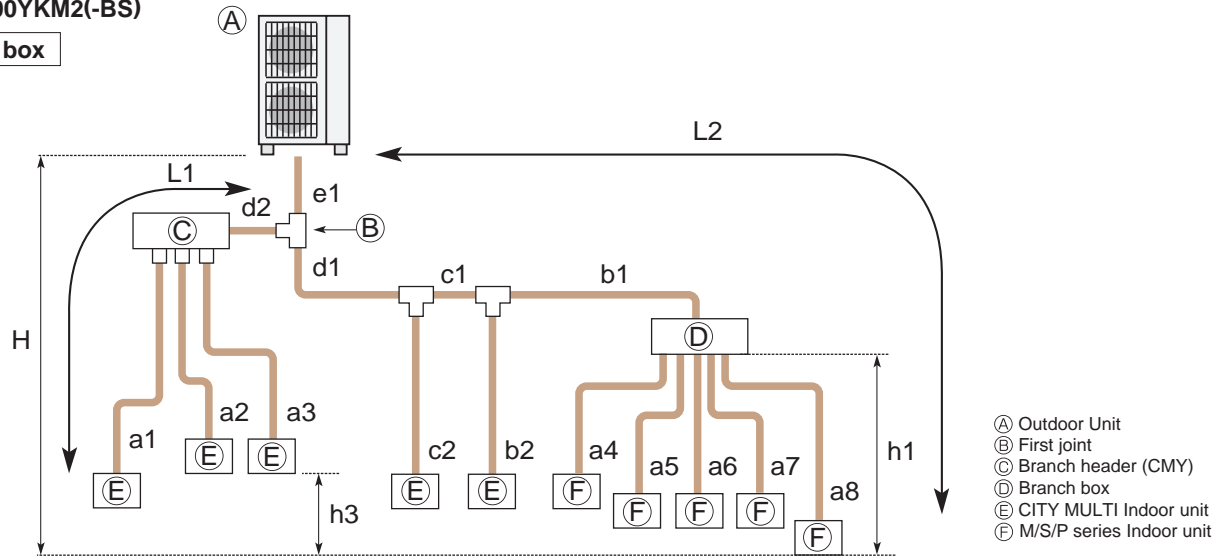 00YKM2(-BS)
box
Ⓐ
L2
L1
e1
d2
Ⓒ
Ⓑ
d1
c1
b1
H
Ⓓ
a1
a2
a3
c2
b2
a4
a5
a6
a7
a8
h1
Ⓔ
Ⓔ
Ⓔ
Ⓔ
Ⓔ
Ⓕ
Ⓕ
Ⓕ
Ⓕ
Ⓕ
h3
Ⓐ Outdoor Unit
Ⓑ First joint
Ⓒ Branch header (CMY)
Ⓓ Branch box
Ⓔ CITY MULTI Indoor unit
Ⓕ M/S/P series Indoor unit